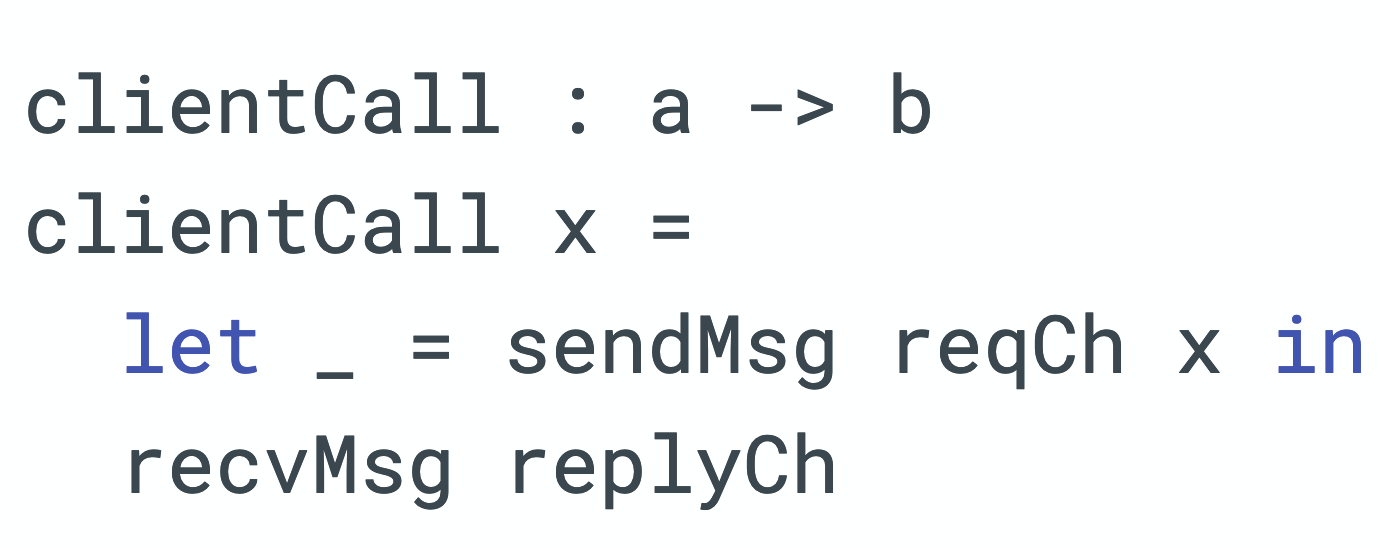 clientCall : a -> b
clientCall x =
  let _ = sendMsg reqCh x in
  recvMsg replyCh